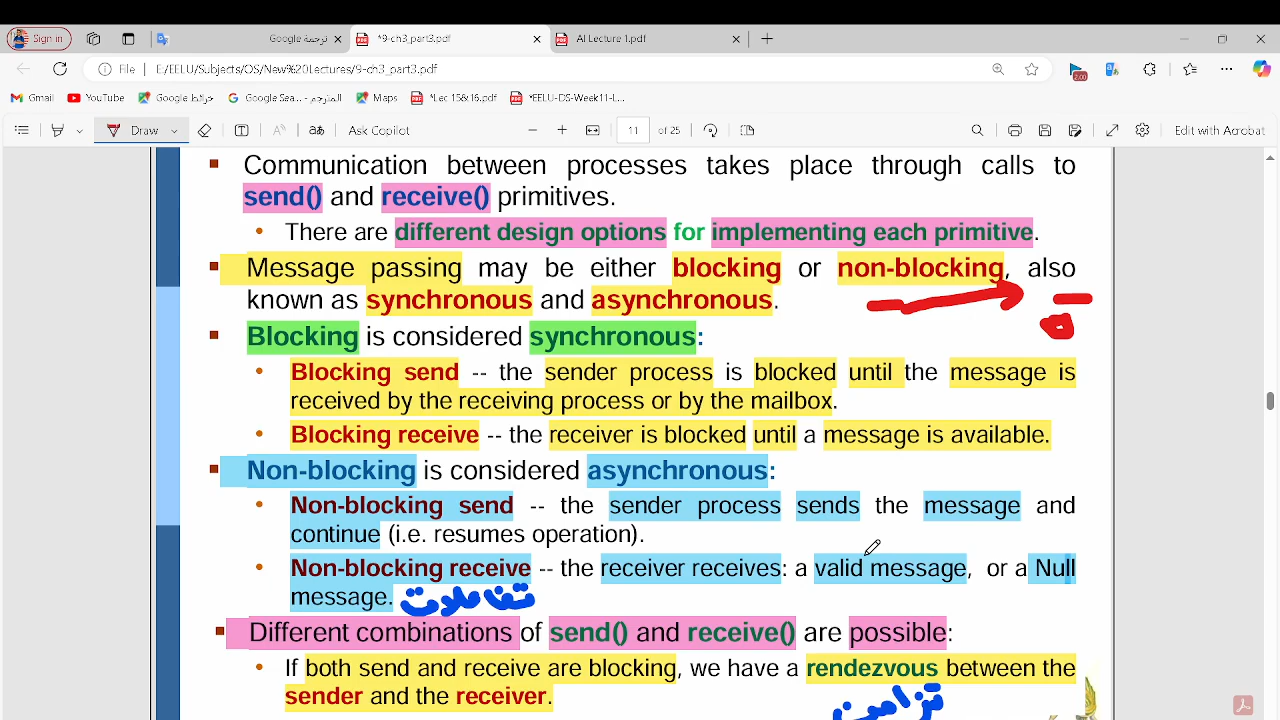 Sign in
ترجمة Google
*9-ch3_part3.pdf
AI Lecture 1.pdf
File
E:/EELU/Subjects/OS/New%20Lectures/9-ch3_part3.pdf
2.00
Gmail
YouTube
خرائط Google
Google Sea...المترجم
Maps
*Lec 15&16.pdf
*EELU-DS-Week11-L...
Draw
Ask Copilot
11 of 25
Edit with Acrobat
Communication between processes takes place through calls to
send() and receive() primitives.
There are different design options for implementing each primitive.
Message passing may be either blocking or non-blocking, also
known as synchronous and asynchronous.
Blocking is considered synchronous:
Blocking send -- the sender process is blocked until the message is
received by the receiving process or by the mailbox.
Blocking receive -- the receiver is blocked until a message is available.
Non-blocking is considered asynchronous:
Non-blocking send -- the sender process sends the message and
continue (i.e. resumes operation).
Non-blocking receive -- the receiver receives: a valid message, or a Null
message.
Different combinations of send() and receive() are possible:
If both send and receive are blocking, we have a rendezvous between the
sender and the receiver.